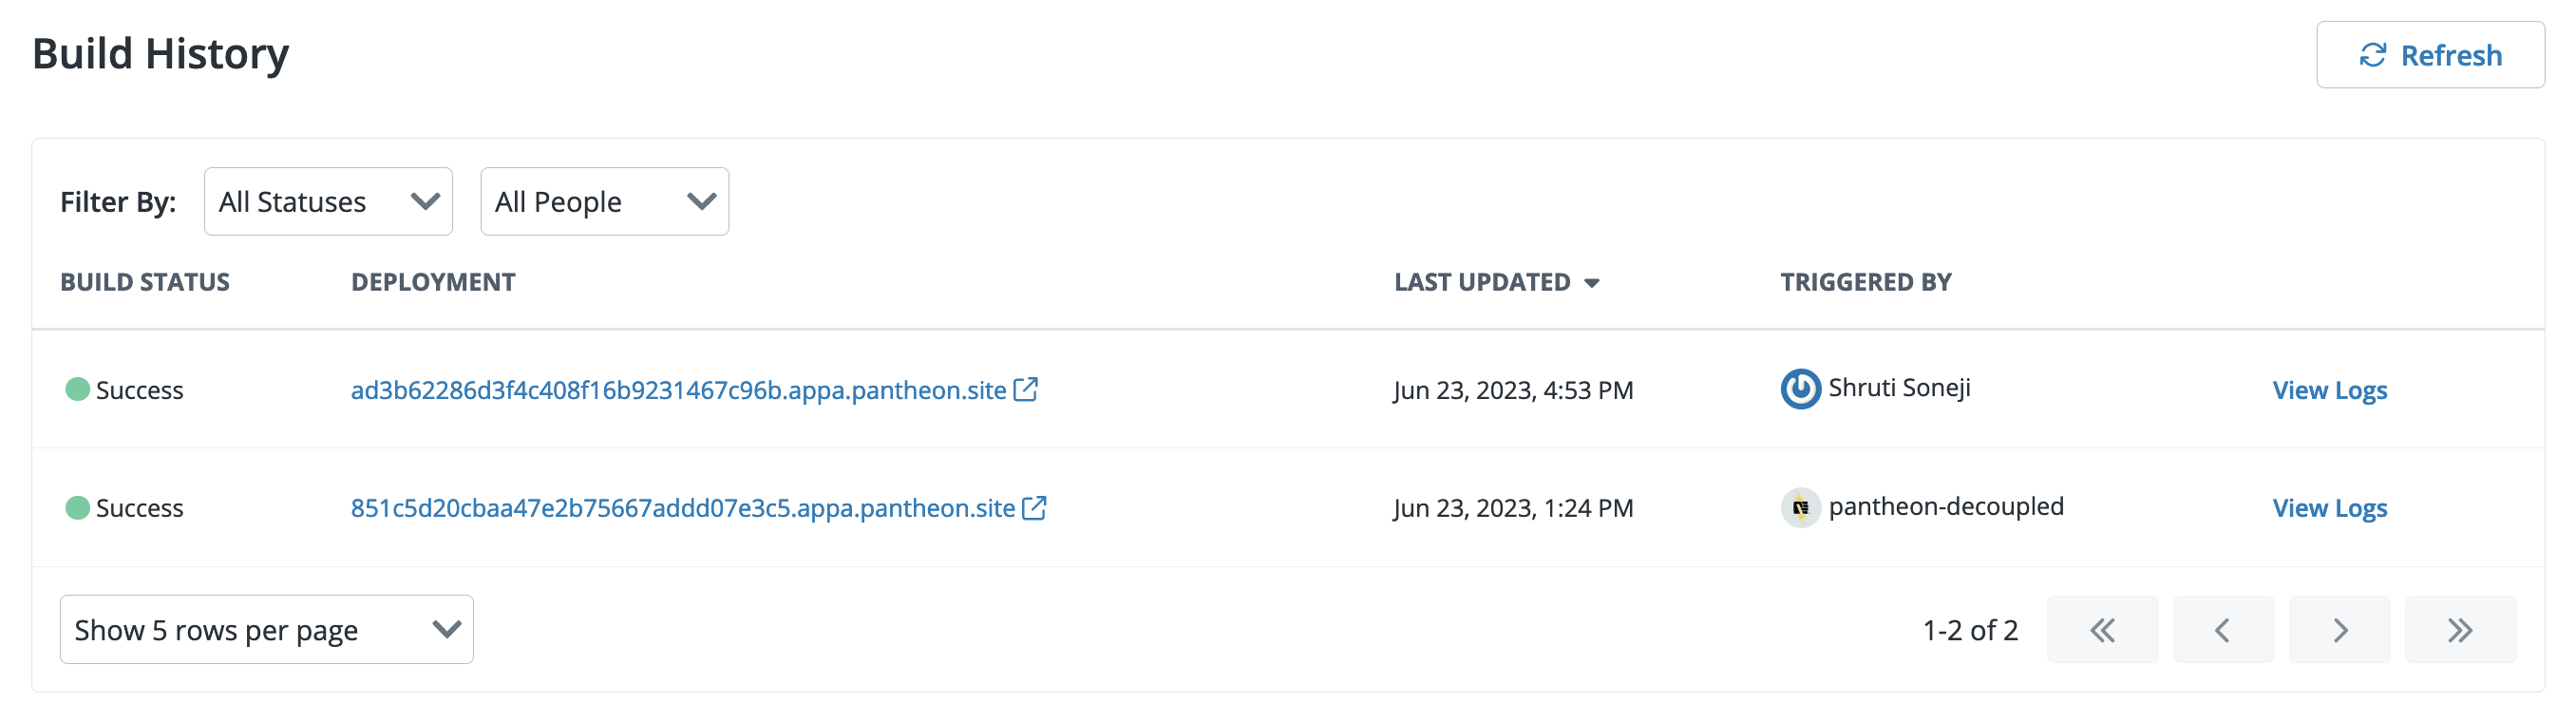 Build History
Refresh
Filter By: All Statuses All People
BUILD STATUS DEPLOYMENT LAST UPDATED TRIGGERED BY
Success ad3b62286d3f4c408f16b9231467c96b.appa.pantheon.site Jun 23, 2023, 4:53 PM Shruti Soneji View Logs
Success 851c5d20cbaa47e2b75667addd07e3c5.appa.pantheon.site Jun 23, 2023, 1:24 PM pantheon-decoupled View Logs
Show 5 rows per page 1-2 of 2